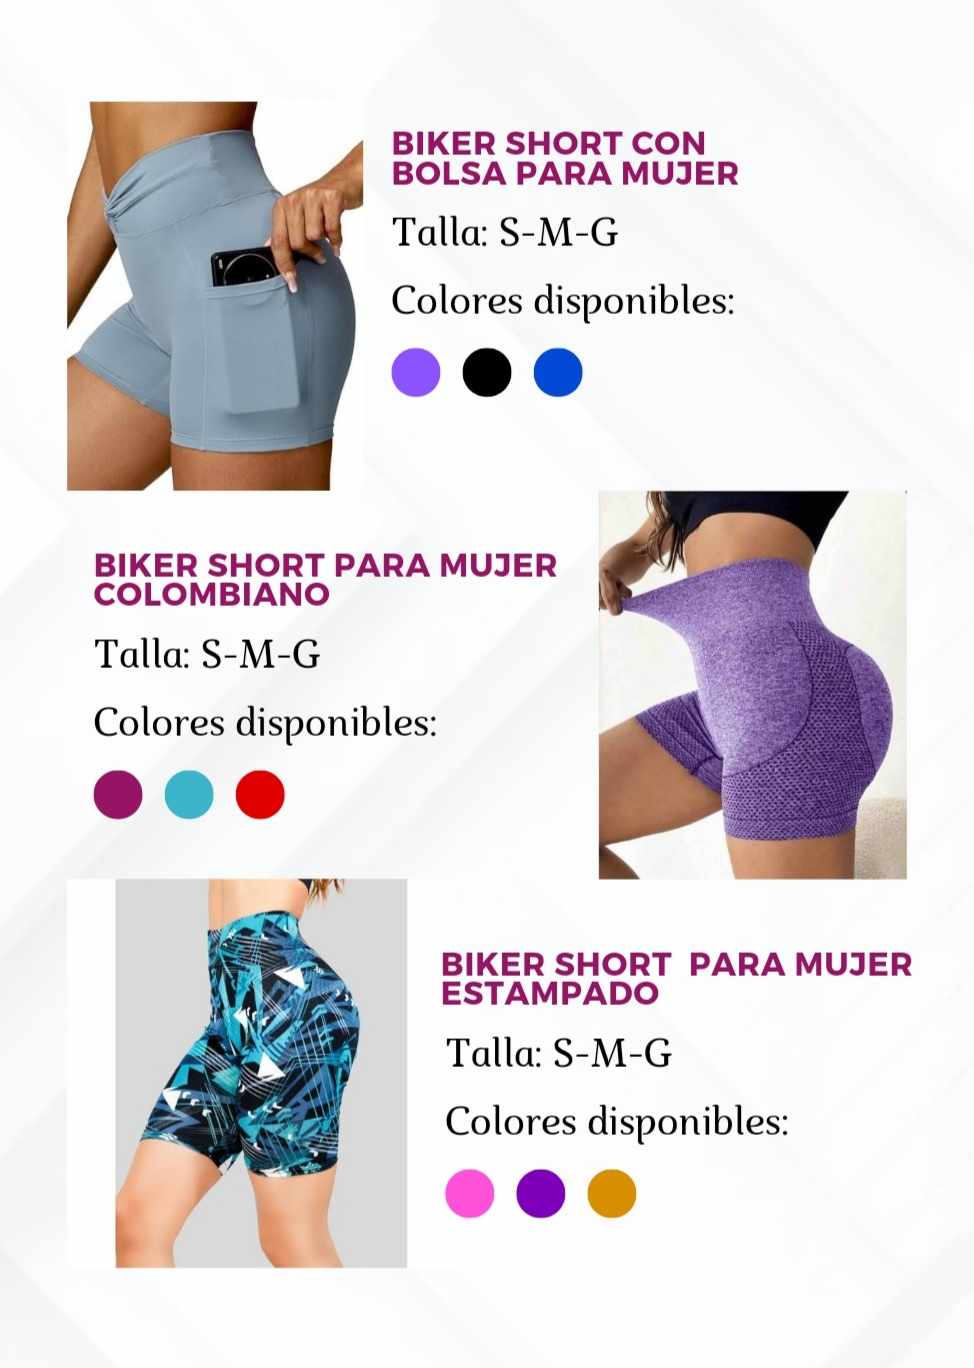 BIKER SHORT CON
BOLSA PARA MUJER
Talla: S-M-G
Colores disponibles:
BIKER SHORT PARA MUJER
COLOMBIANO
Talla: S-M-G
Colores disponibles:
BIKER SHORT PARA MUJER
ESTAMPADO
Talla: S-M-G
Colores disponibles: